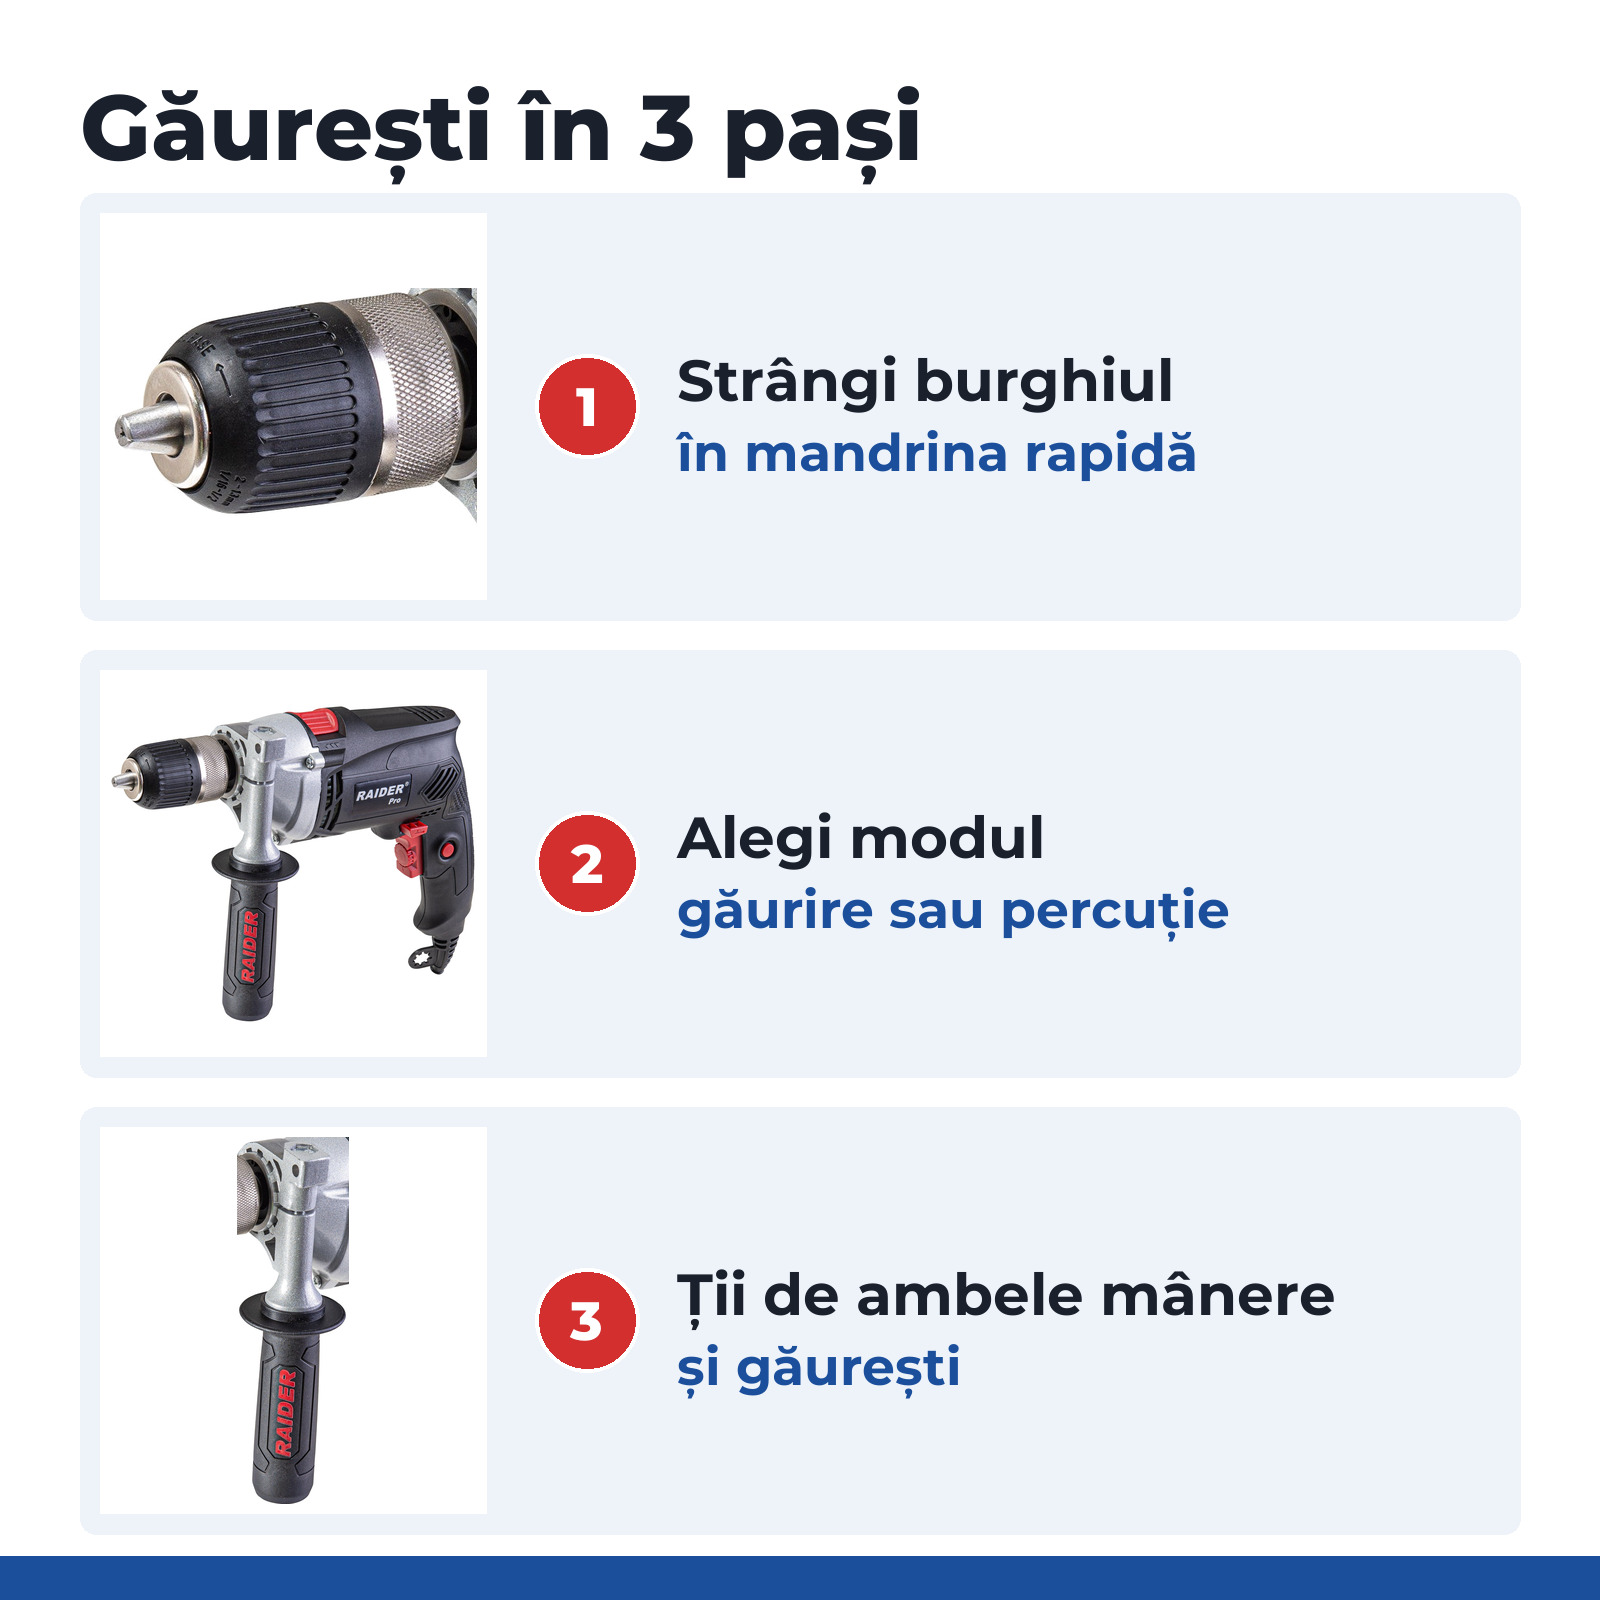 Găurești în 3 pași
1
Strângi burghiul
în mandrina rapidă
2
Alegi modul
găurire sau percuție
RAIDER®
Pro
RAIDER
3
Ții de ambele mânere
și găurești
RAIDER